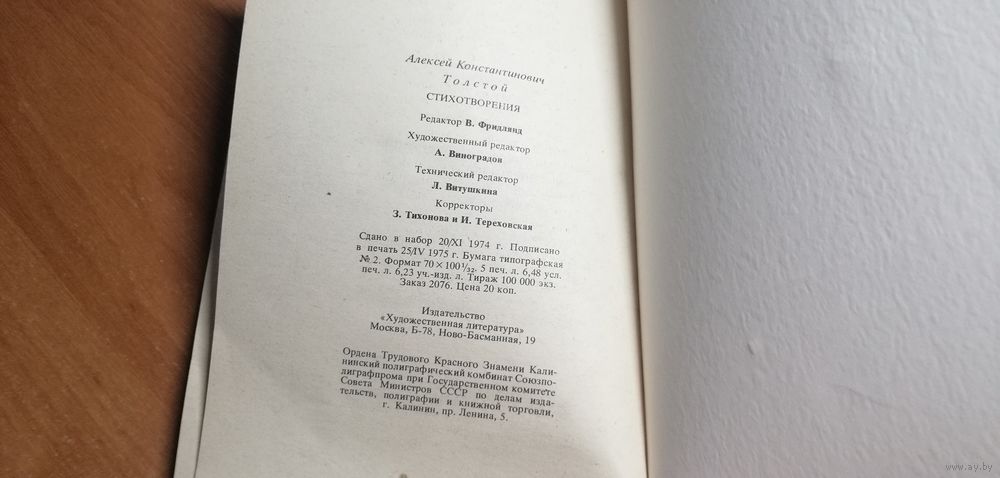 Алексей Константинович
Толстой
СТИХОТВОРЕНИЯ
Редактор В. Фридлянд
Художественный редактор
А. Виноградов
Технический редактор
Л. Витушкина
Корректоры
З. Тихонова и И. Тереховская
Сдано в набор 20/XI 1974 г. Подписано
в печать 25/IV 1975 г. Бумага типографская
№ 2. Формат 70 × 100 1/32. 5 печ. л. 6,48 усл.
печ. л. 6,23 уч.-изд. л. Тираж 100 000 экз.
Заказ 2076. Цена 20 коп.
Издательство
«Художественная литература»
Москва, Б-78, Ново-Басманная, 19
Ордена Трудового Красного Знамени Кали-
нинский полиграфический комбинат Союзпо-
лиграфпрома при Государственном комитете
Совета Министров СССР по делам изда-
тельств, полиграфии и книжной торговли,
г. Калинин, пр. Ленина, 5.
www.ay.by